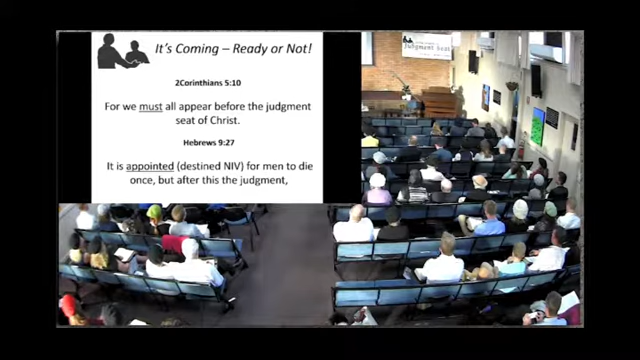 It's Coming – Ready or Not!
2Corinthians 5:10
For we must all appear before the judgment
seat of Christ.
Hebrews 9:27
It is appointed (destined NIV) for men to die
once, but after this the judgment,
Judgment Seat